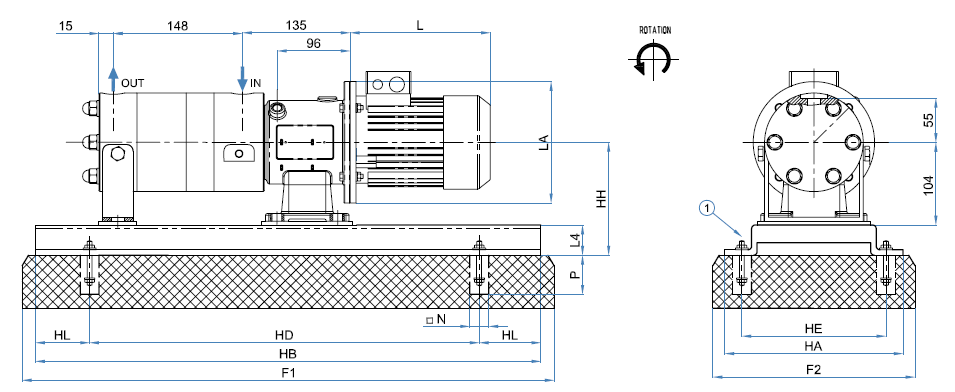 15
148
135
L
96
OUT
IN
LA
HH
L4
P
□ N
HL
HD
HL
HB
F1
ROTATION
55
104
1
HE
HA
F2